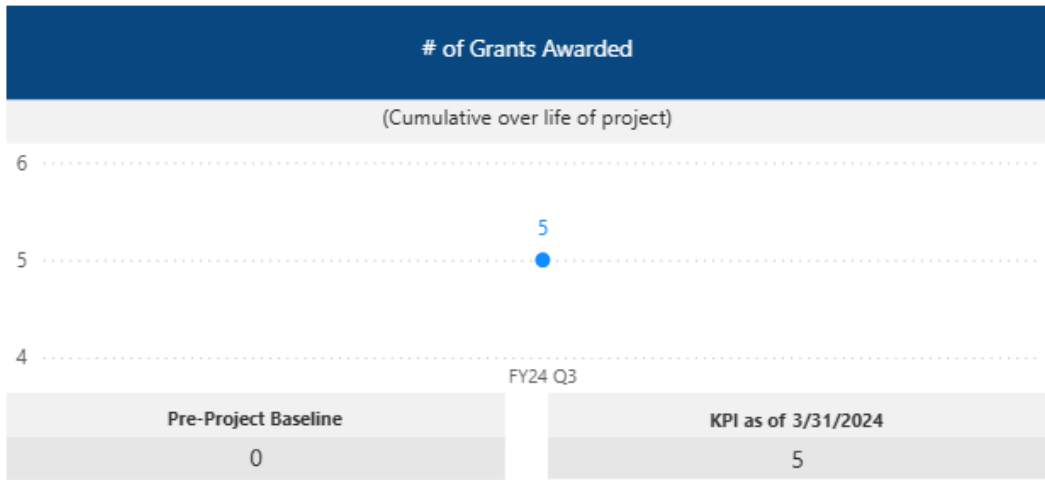 # of Grants Awarded
(Cumulative over life of project)
6
5
5
4
FY24 Q3
Pre-Project Baseline
0
KPI as of 3/31/2024
5